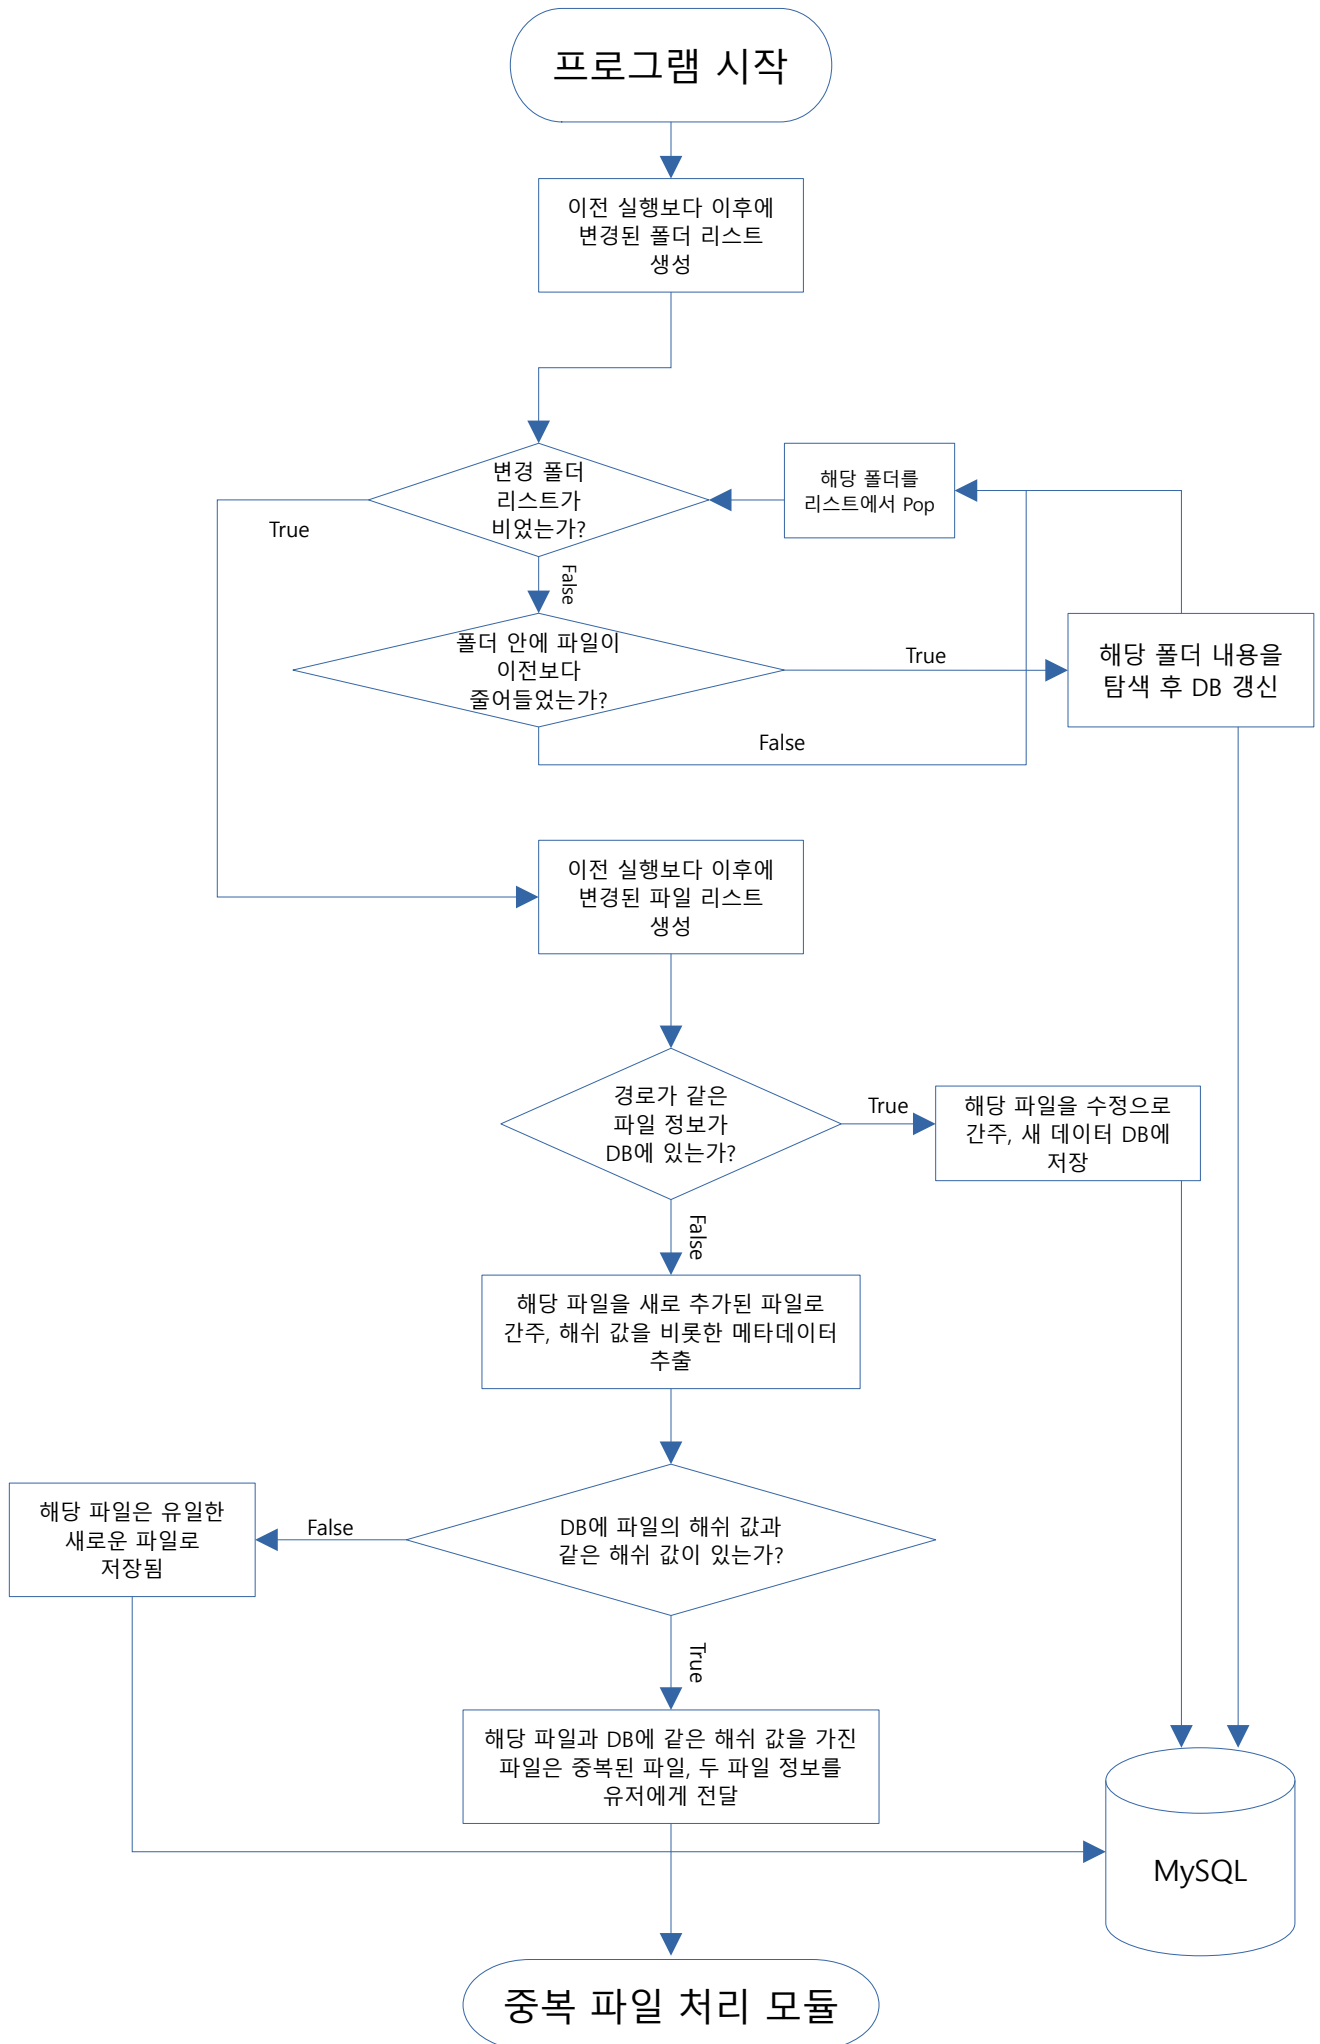 프로그램 시작
이전 실행보다 이후에
변경된 폴더 리스트
생성
변경 폴더
리스트가
비었는가?
해당 폴더를
리스트에서 Pop
True
False
폴더 안에 파일이
이전보다
줄어들었는가?
True
해당 폴더 내용을
탐색 후 DB 갱신
False
이전 실행보다 이후에
변경된 파일 리스트
생성
경로가 같은
파일 정보가
DB에 있는가?
True
해당 파일을 수정으로
간주, 새 데이터 DB에
저장
False
해당 파일을 새로 추가된 파일로
간주, 해쉬 값을 비롯한 메타데이터
추출
해당 파일은 유일한
새로운 파일로
저장됨
False
DB에 파일의 해쉬 값과
같은 해쉬 값이 있는가?
True
해당 파일과 DB에 같은 해쉬 값을 가진
파일은 중복된 파일, 두 파일 정보를
유저에게 전달
MySQL
중복 파일 처리 모듈